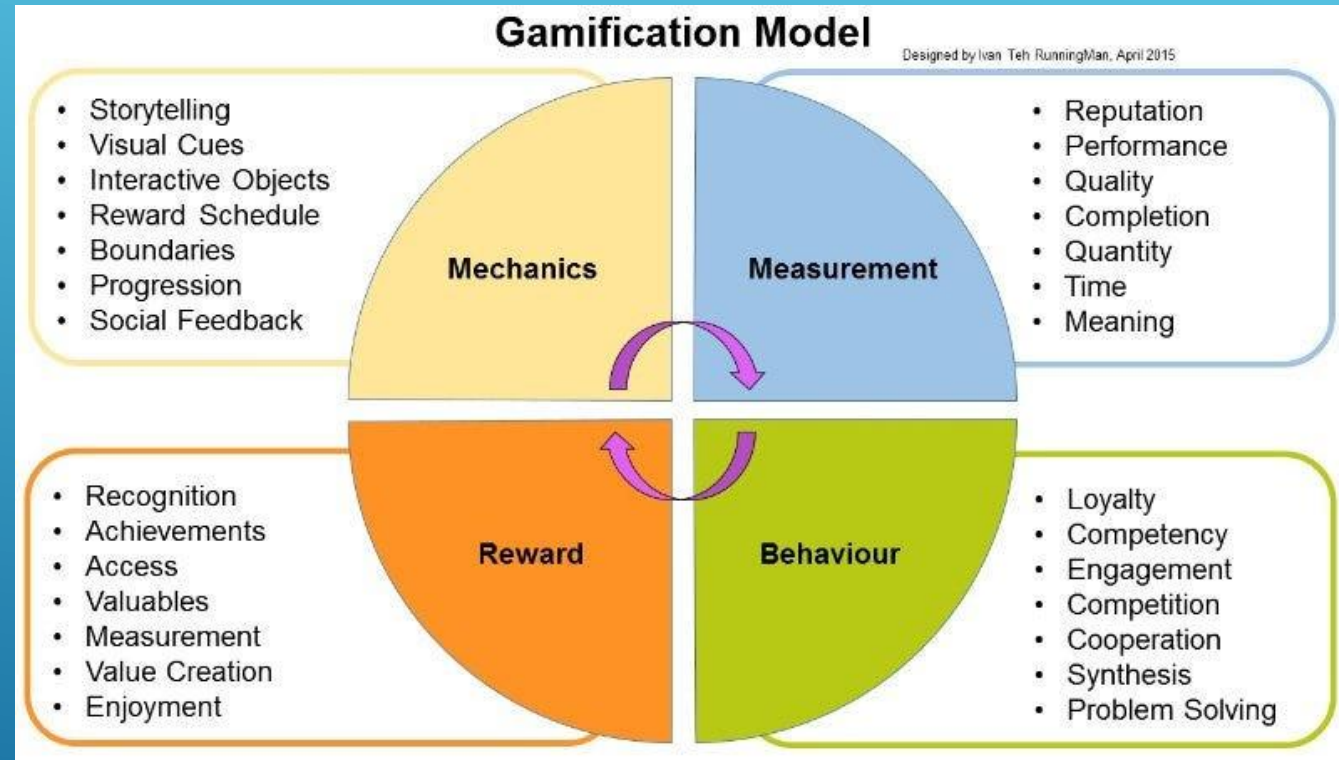 Gamification Model
Designed by Ivan Teh RunningMan, April 2015
• Storytelling
• Visual Cues
• Interactive Objects
• Reward Schedule
• Boundaries
• Progression
• Social Feedback
Mechanics
Measurement
• Reputation
• Performance
• Quality
• Completion
• Quantity
• Time
• Meaning
• Recognition
• Achievements
• Access
• Valuables
• Measurement
• Value Creation
• Enjoyment
Reward
Behaviour
• Loyalty
• Competency
• Engagement
• Competition
• Cooperation
• Synthesis
• Problem Solving